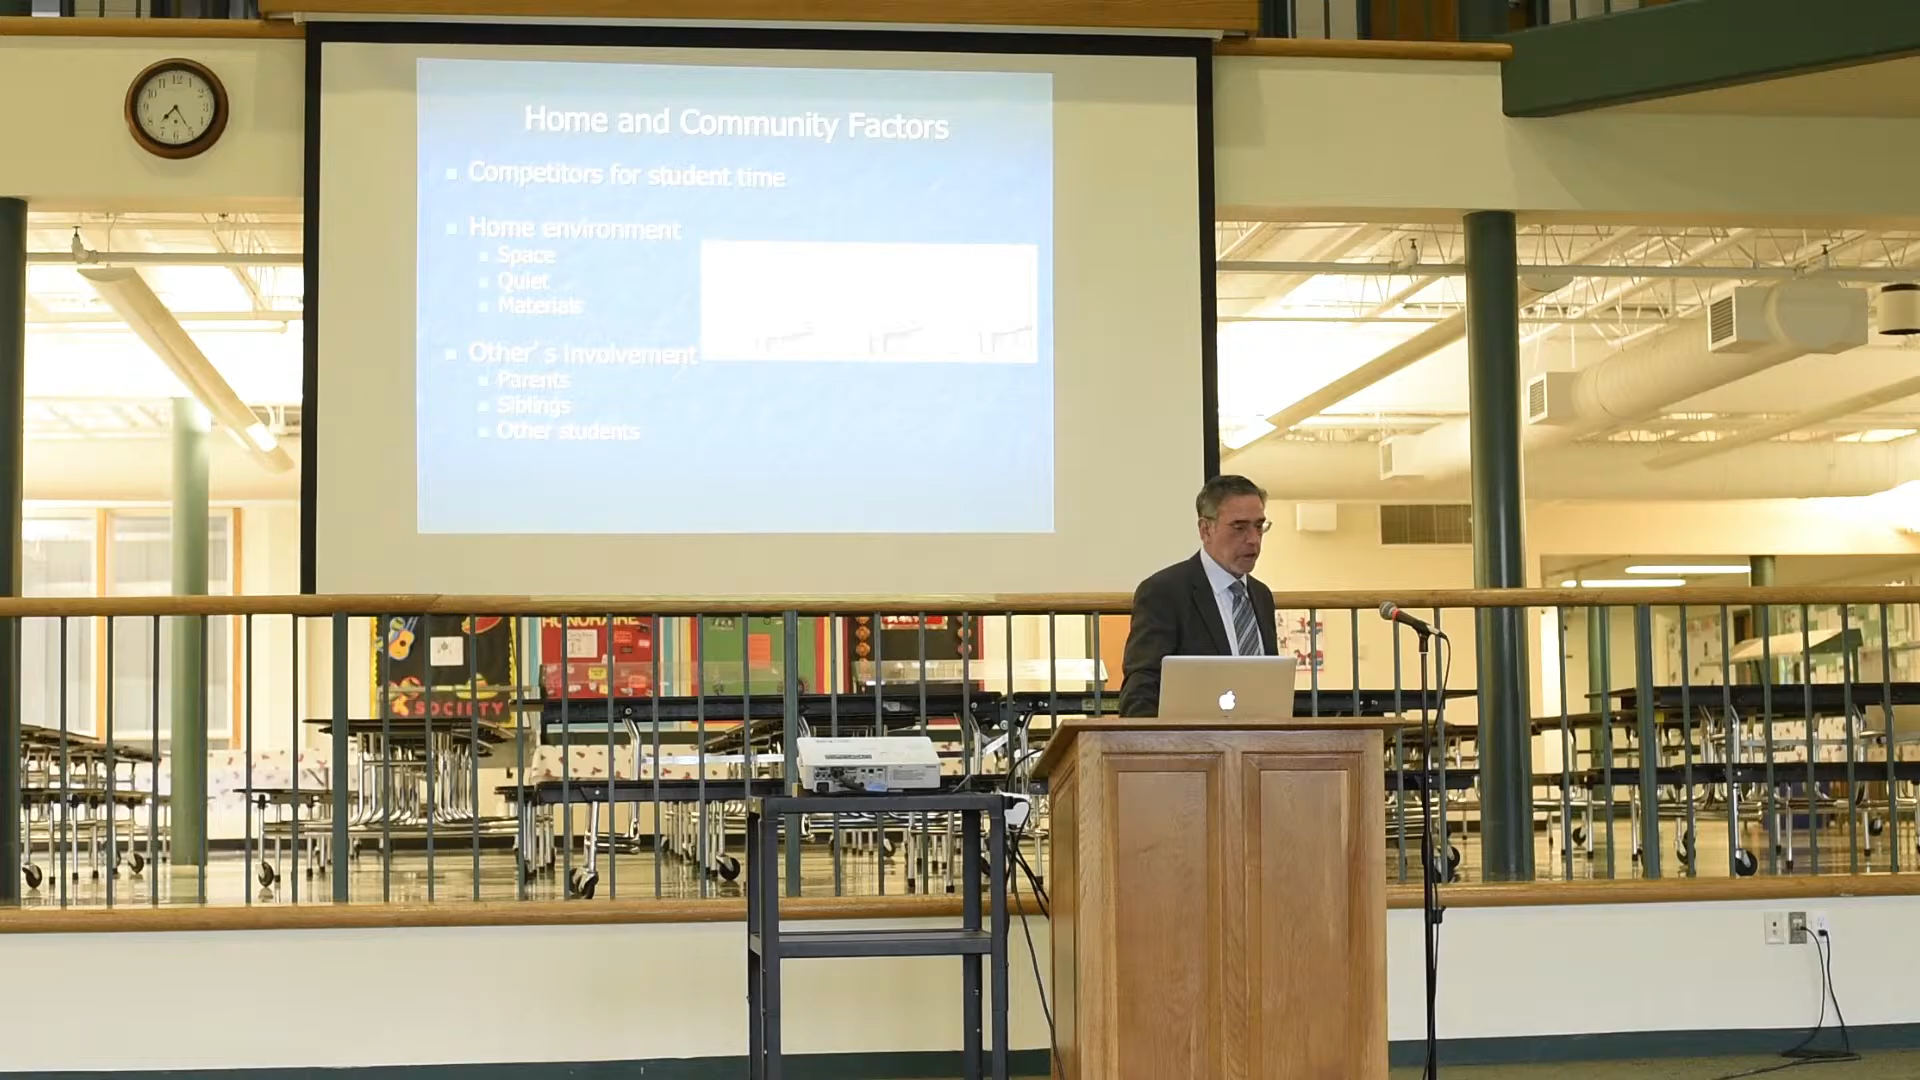 Home and Community Factors
Competitors for student time
Home environment
Space
Quiet
Materials
Other's involvement
Parents
Siblings
Other students
SOCIETY